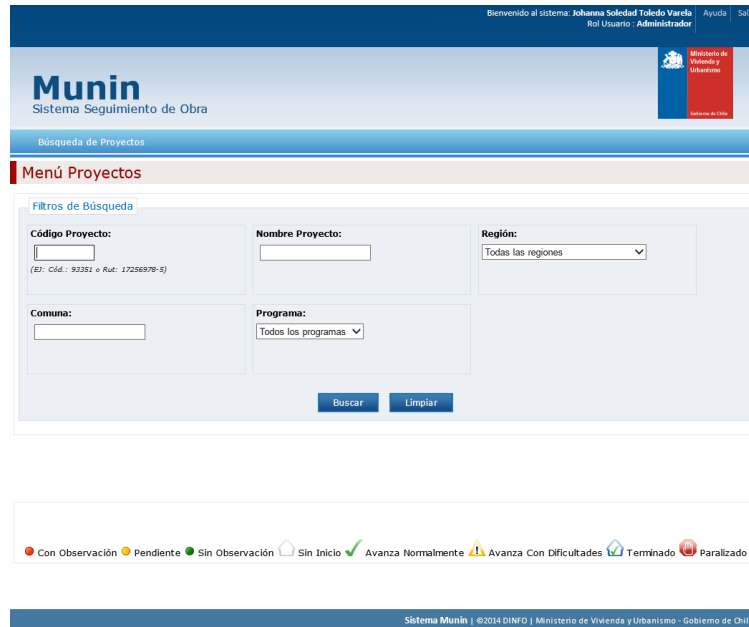 Bienvenido al sistema: Johanna Soledad Toledo Varela Ayuda Sal
Rol Usuario : Administrador
Ministerio de
Vivienda y
Urbanismo
Gobierno de Chile
Munin
Sistema Seguimiento de Obra
Búsqueda de Proyectos
Menú Proyectos
Filtros de Búsqueda
Código Proyecto: Nombre Proyecto: Región:
Todas las regiones
(EJ: Cód.: 93351 o Rut: 17256978-5)
Comuna: Programa:
Todos los programas
Buscar Limpiar
Con Observación Pendiente Sin Observación Sin Inicio Avanza Normalmente Avanza Con Dificultades Terminado Paralizado
Sistema Munin | ©2014 DINFO | Ministerio de Vivienda y Urbanismo - Gobierno de Chil